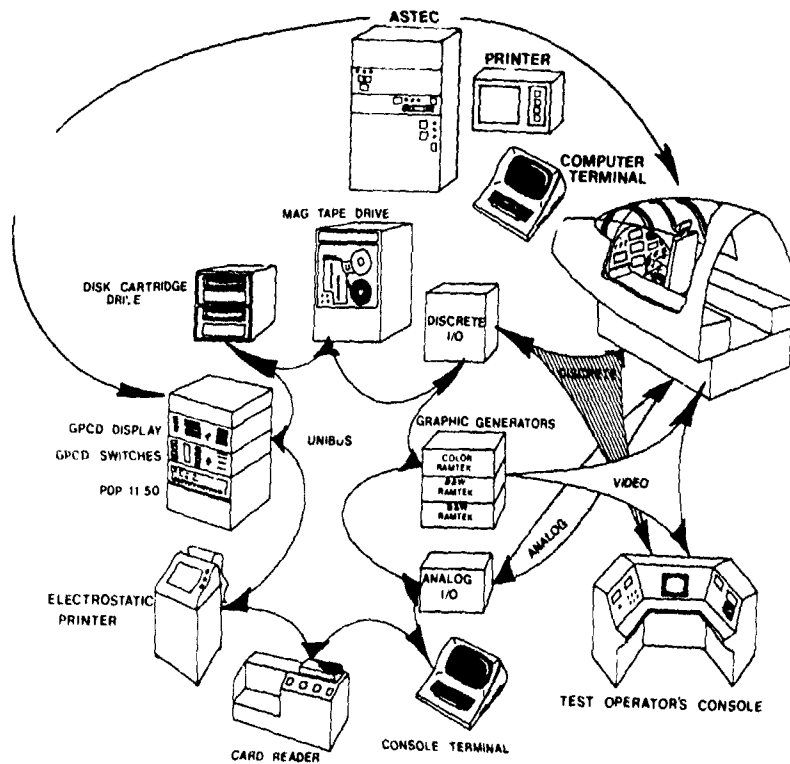 ASTEC
PRINTER
COMPUTER
TERMINAL
MAG TAPE DRIVE
DISK CARTRIDGE
DRIVE
DISCRETE
I/O
DISCRETE
GPCD DISPLAY
UNIBUS
GRAPHIC GENERATORS
GPCD SWITCHES
COLOR
RAMTEK
B&W
RAMTEK
B&W
RAMTEK
PDP 11 50
VIDEO
ANALOG
ANALOG
I/O
ELECTROSTATIC
PRINTER
TEST OPERATOR'S CONSOLE
CONSOLE TERMINAL
CARD READER